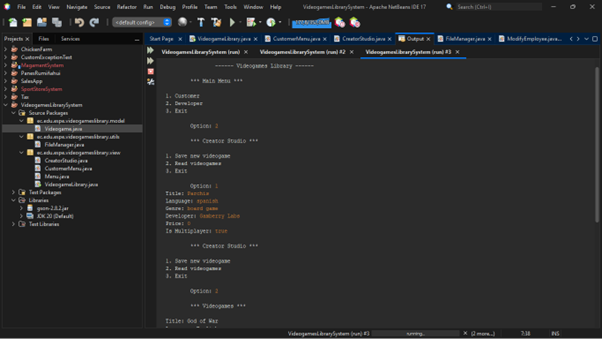 File Edit View Navigate Source Refactor Run Debug Profile Team Tools Window Help VideogamesLibrarySystem - Apache NetBeans IDE 17 Search (Ctrl+I)
<default config>
Projects Files Services
Start Page VideogameLibrary.java CustomerMenu.java CreatorStudio.java Output FileManager.java ModifyEmployee.java...
VideogamesLibrarySystem (run) VideogamesLibrarySystem (run) #2 VideogamesLibrarySystem (run) #3
ChickenFarm
CustomExceptionText
MagamentSystem
PenasRumiñahui
SalesApp
SportStoreSystem
Tax
VideogamesLibrarySystem
Source Packages
ec.edu.espe.videogameslibrary.model
Videogame.java
ec.edu.espe.videogameslibrary.utils
FileManager.java
ec.edu.espe.videogameslibrary.view
CreatorStudio.java
CustomerMenu.java
Menu.java
VideogameLibrary.java
Test Packages
Libraries
gson-2.8.2.jar
JDK 20 (Default)
Test Libraries
------ Videogames Library ------
*** Main Menu ***
1. Customer
2. Developer
3. Exit
Option: 2
*** Creator Studio ***
1. Save new videogame
2. Read videogames
3. Exit
Option: 1
Title: Parchis
Language: spanish
Genre: board game
Developer: Gamberry Labs
Price: 0
Is Multiplayer: true
*** Creator Studio ***
1. Save new videogame
2. Read videogames
3. Exit
Option: 2
*** Videogames ***
Title: God of War
VideogamesLibrarySystem (run) #3 running... (2 more...) 7:38 INS